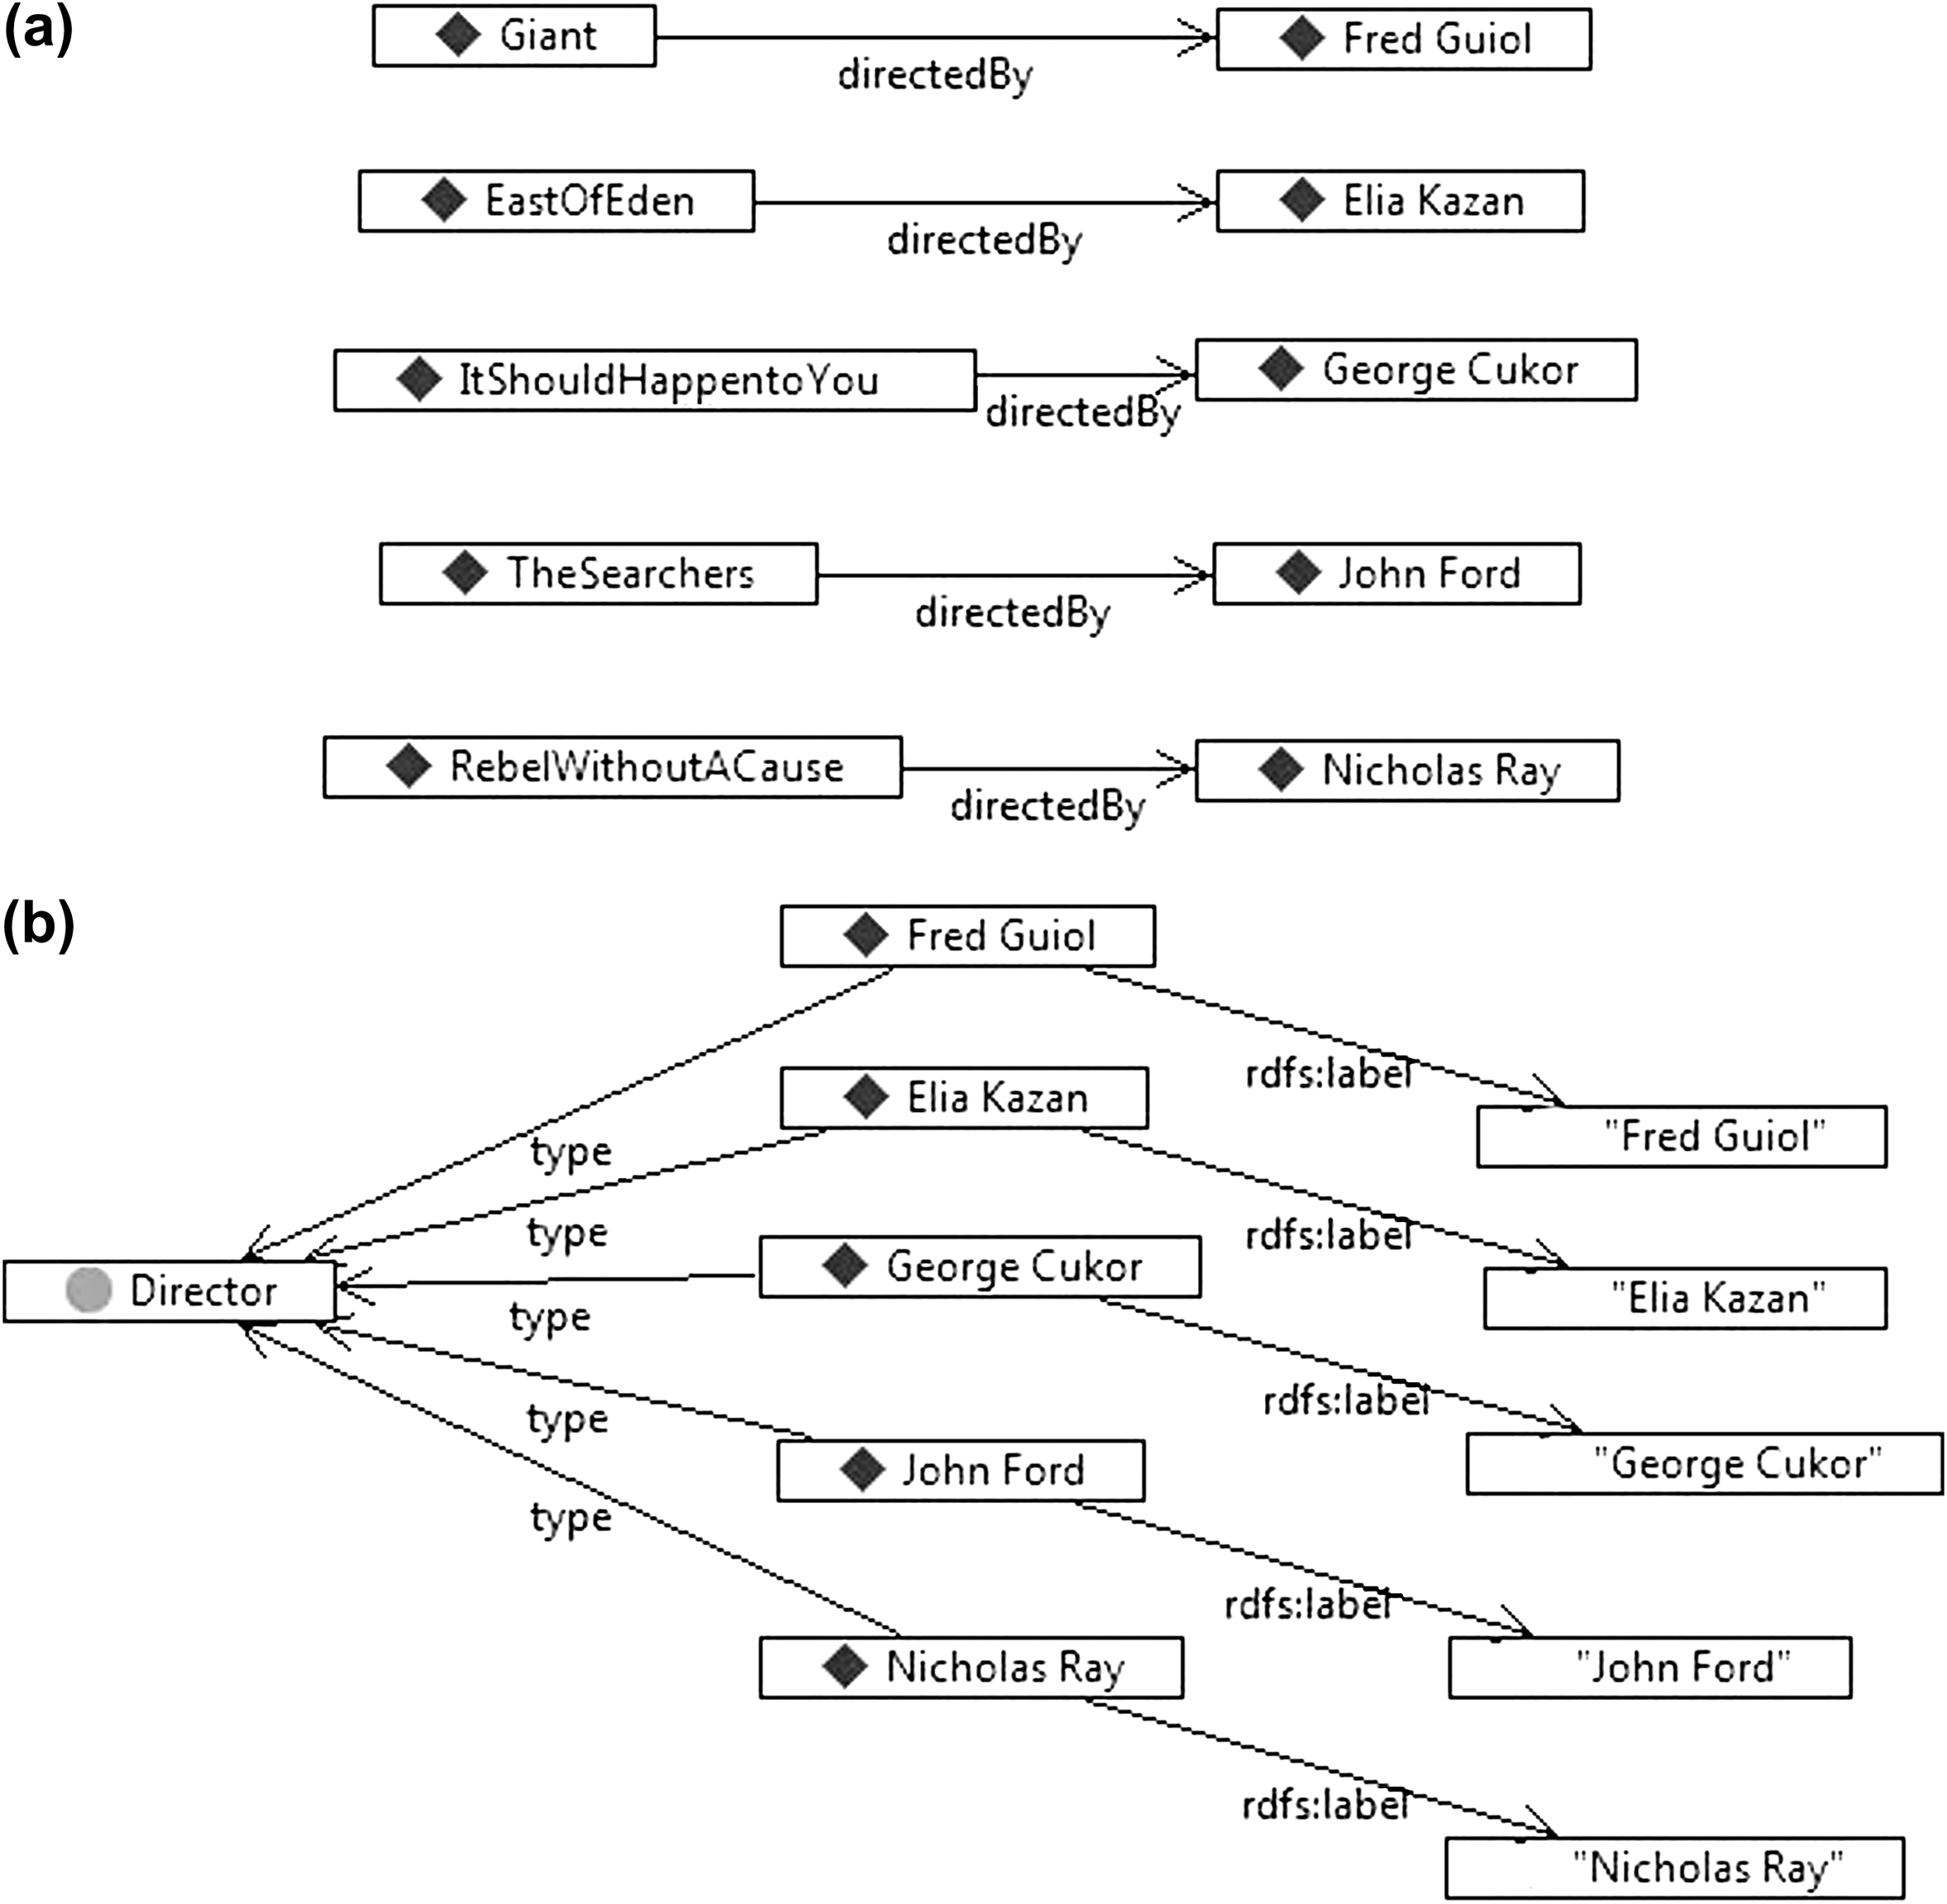 (a)
Giant
directedBy
Fred Guiol
EastOfEden
directedBy
Elia Kazan
ItShouldHappentoYou
directedBy
George Cukor
TheSearchers
directedBy
John Ford
RebelWithoutACause
directedBy
Nicholas Ray
(b)
Fred Guiol
rdfs:label
"Fred Guiol"
type
Elia Kazan
rdfs:label
"Elia Kazan"
type
Director
George Cukor
rdfs:label
"George Cukor"
type
John Ford
rdfs:label
"John Ford"
type
Nicholas Ray
rdfs:label
"Nicholas Ray"
type